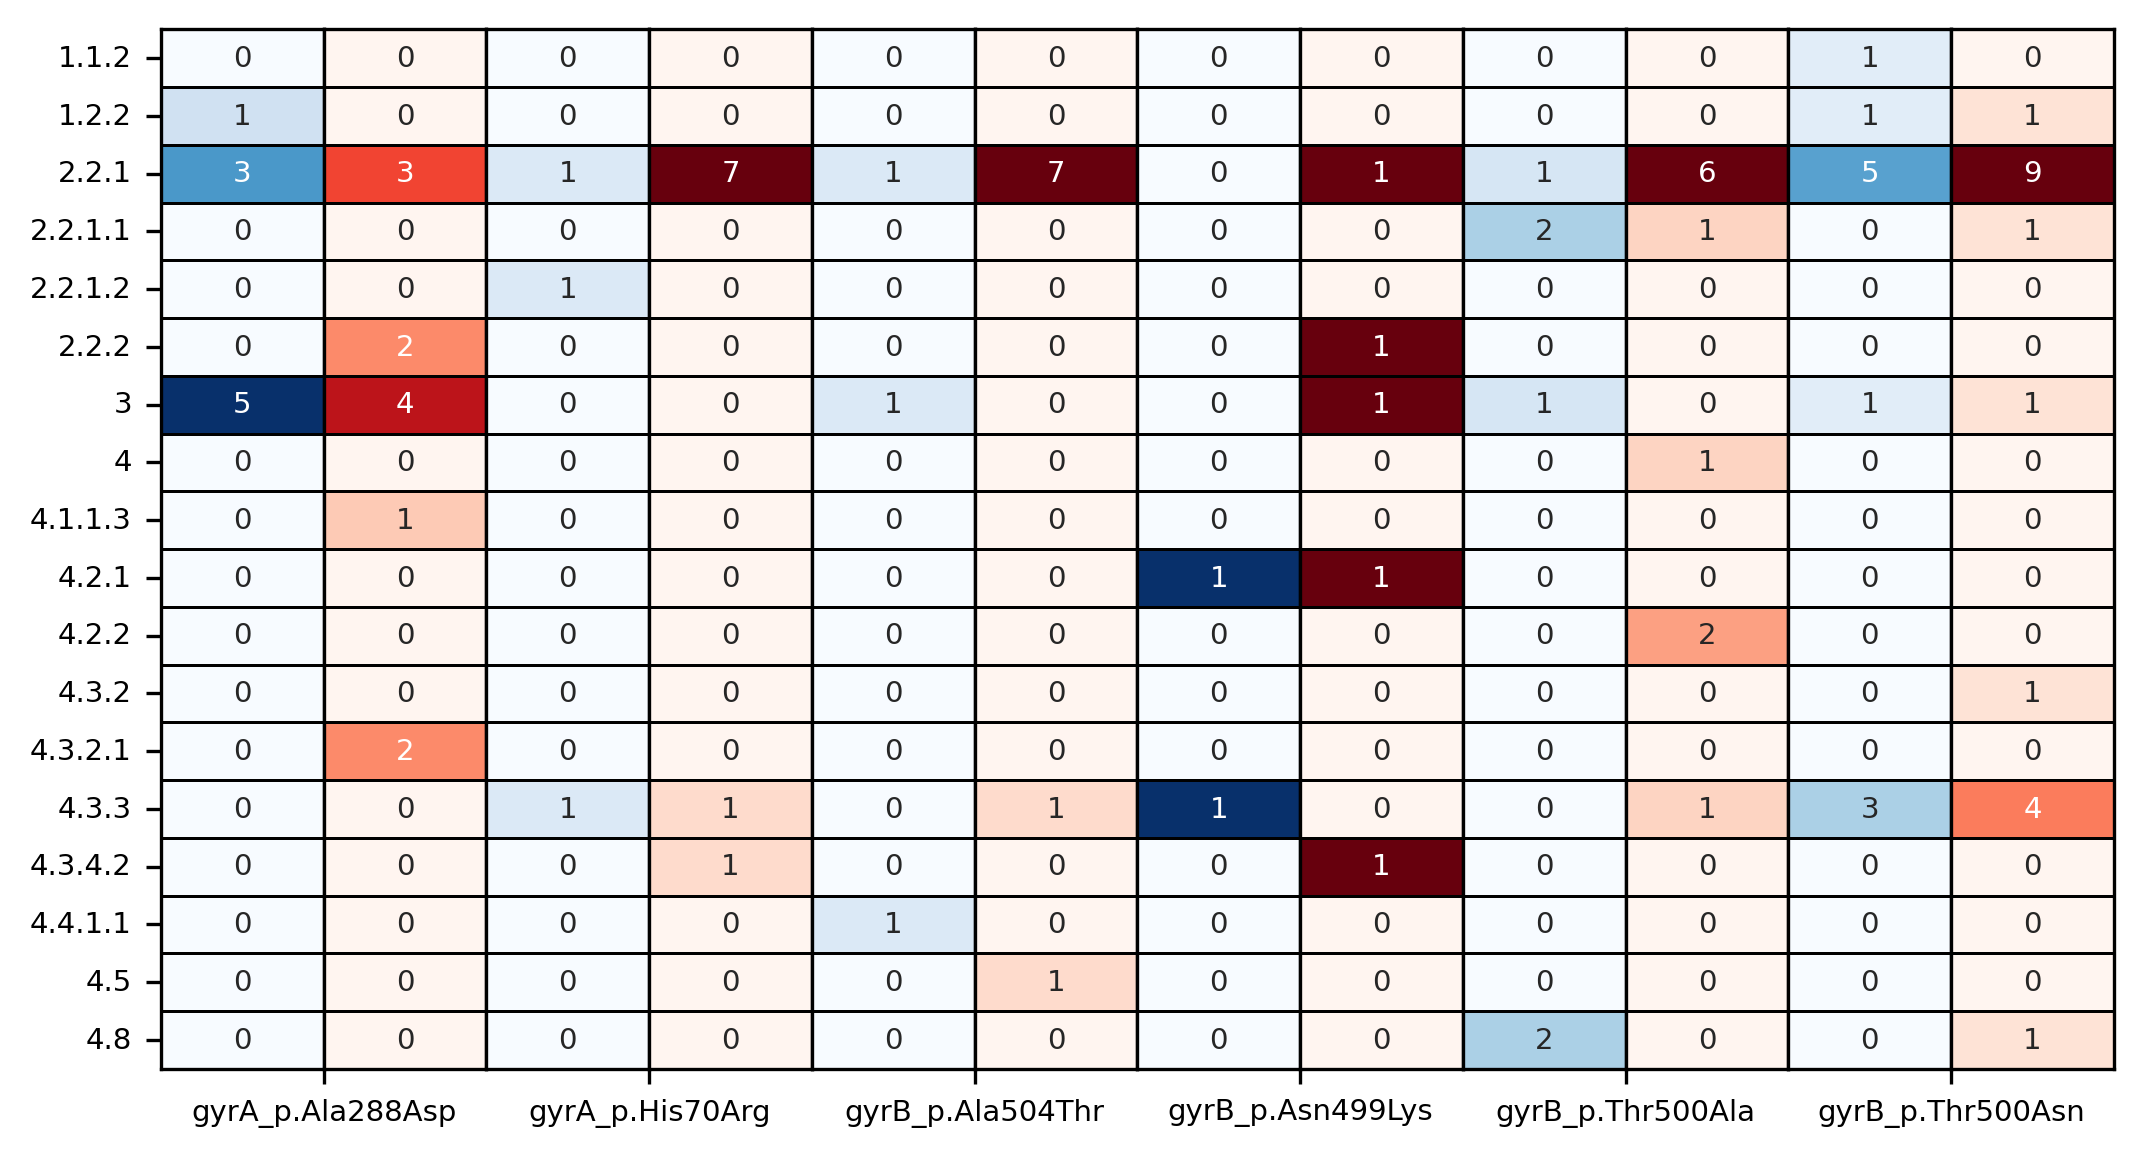 1.1.2 0 0 0 0 0 0 0 0 0 0 1 0
1.2.2 1 0 0 0 0 0 0 0 0 0 1 1
2.2.1 3 3 1 7 1 7 0 1 1 6 5 9
2.2.1.1 0 0 0 0 0 0 0 0 2 1 0 1
2.2.1.2 0 0 1 0 0 0 0 0 0 0 0 0
2.2.2 0 2 0 0 0 0 0 1 0 0 0 0
3 5 4 0 0 1 0 0 1 1 0 1 1
4 0 0 0 0 0 0 0 0 0 1 0 0
4.1.1.3 0 1 0 0 0 0 0 0 0 0 0 0
4.2.1 0 0 0 0 0 0 1 1 0 0 0 0
4.2.2 0 0 0 0 0 0 0 0 0 2 0 0
4.3.2 0 0 0 0 0 0 0 0 0 0 0 1
4.3.2.1 0 2 0 0 0 0 0 0 0 0 0 0
4.3.3 0 0 1 1 0 1 1 0 0 1 3 4
4.3.4.2 0 0 0 1 0 0 0 1 0 0 0 0
4.4.1.1 0 0 0 0 1 0 0 0 0 0 0 0
4.5 0 0 0 0 0 1 0 0 0 0 0 0
4.8 0 0 0 0 0 0 0 0 2 0 0 1
gyrA_p.Ala288Asp gyrA_p.His70Arg gyrB_p.Ala504Thr gyrB_p.Asn499Lys gyrB_p.Thr500Ala gyrB_p.Thr500Asn